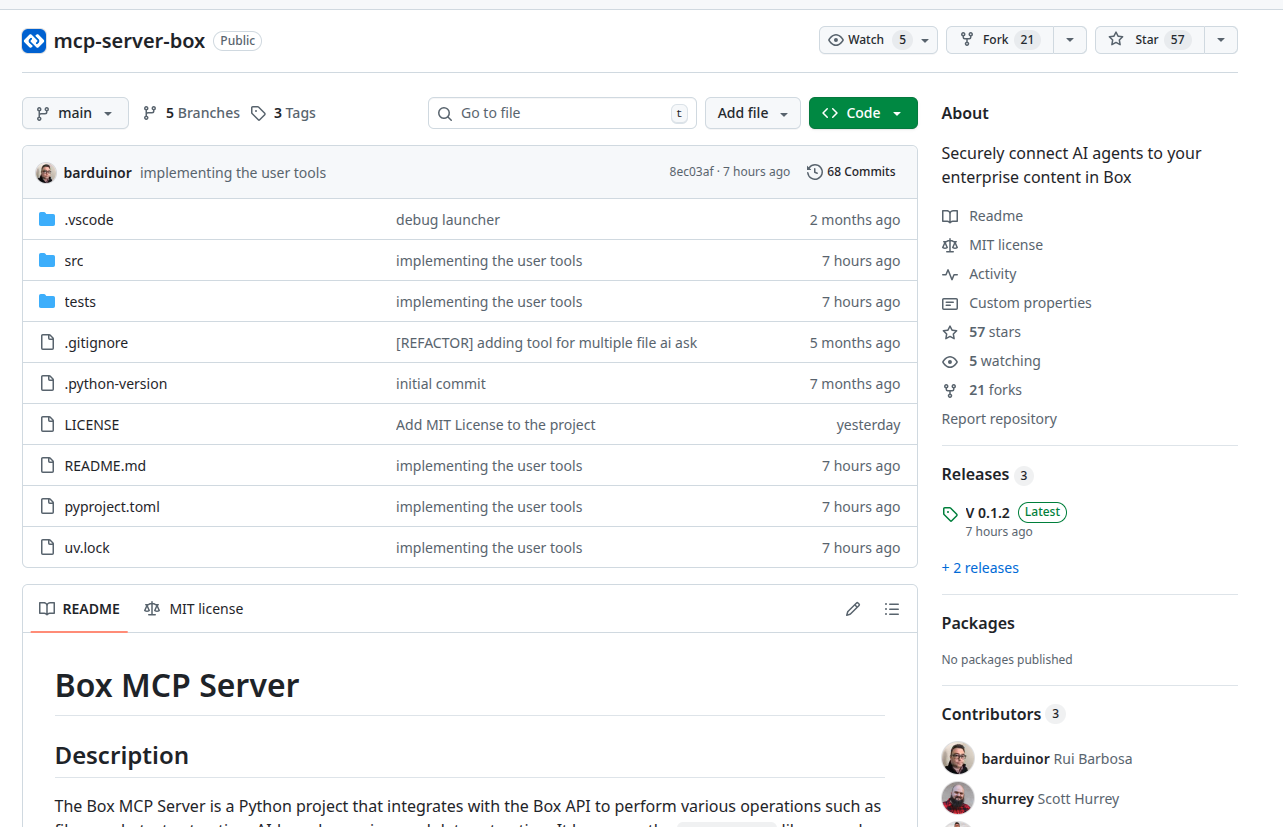 mcp-server-box Public
Watch 5
Fork 21
Star 57
main
5 Branches
3 Tags
Go to file t
Add file
Code
barduinor implementing the user tools 8ec03af · 7 hours ago 68 Commits
.vscode debug launcher 2 months ago
src implementing the user tools 7 hours ago
tests implementing the user tools 7 hours ago
.gitignore [REFACTOR] adding tool for multiple file ai ask 5 months ago
.python-version initial commit 7 months ago
LICENSE Add MIT License to the project yesterday
README.md implementing the user tools 7 hours ago
pyproject.toml implementing the user tools 7 hours ago
uv.lock implementing the user tools 7 hours ago
README MIT license
Box MCP Server
Description
The Box MCP Server is a Python project that integrates with the Box API to perform various operations such as
About
Securely connect AI agents to your
enterprise content in Box
Readme
MIT license
Activity
Custom properties
57 stars
5 watching
21 forks
Report repository
Releases 3
V 0.1.2 Latest
7 hours ago
+ 2 releases
Packages
No packages published
Contributors 3
barduinor Rui Barbosa
shurrey Scott Hurrey